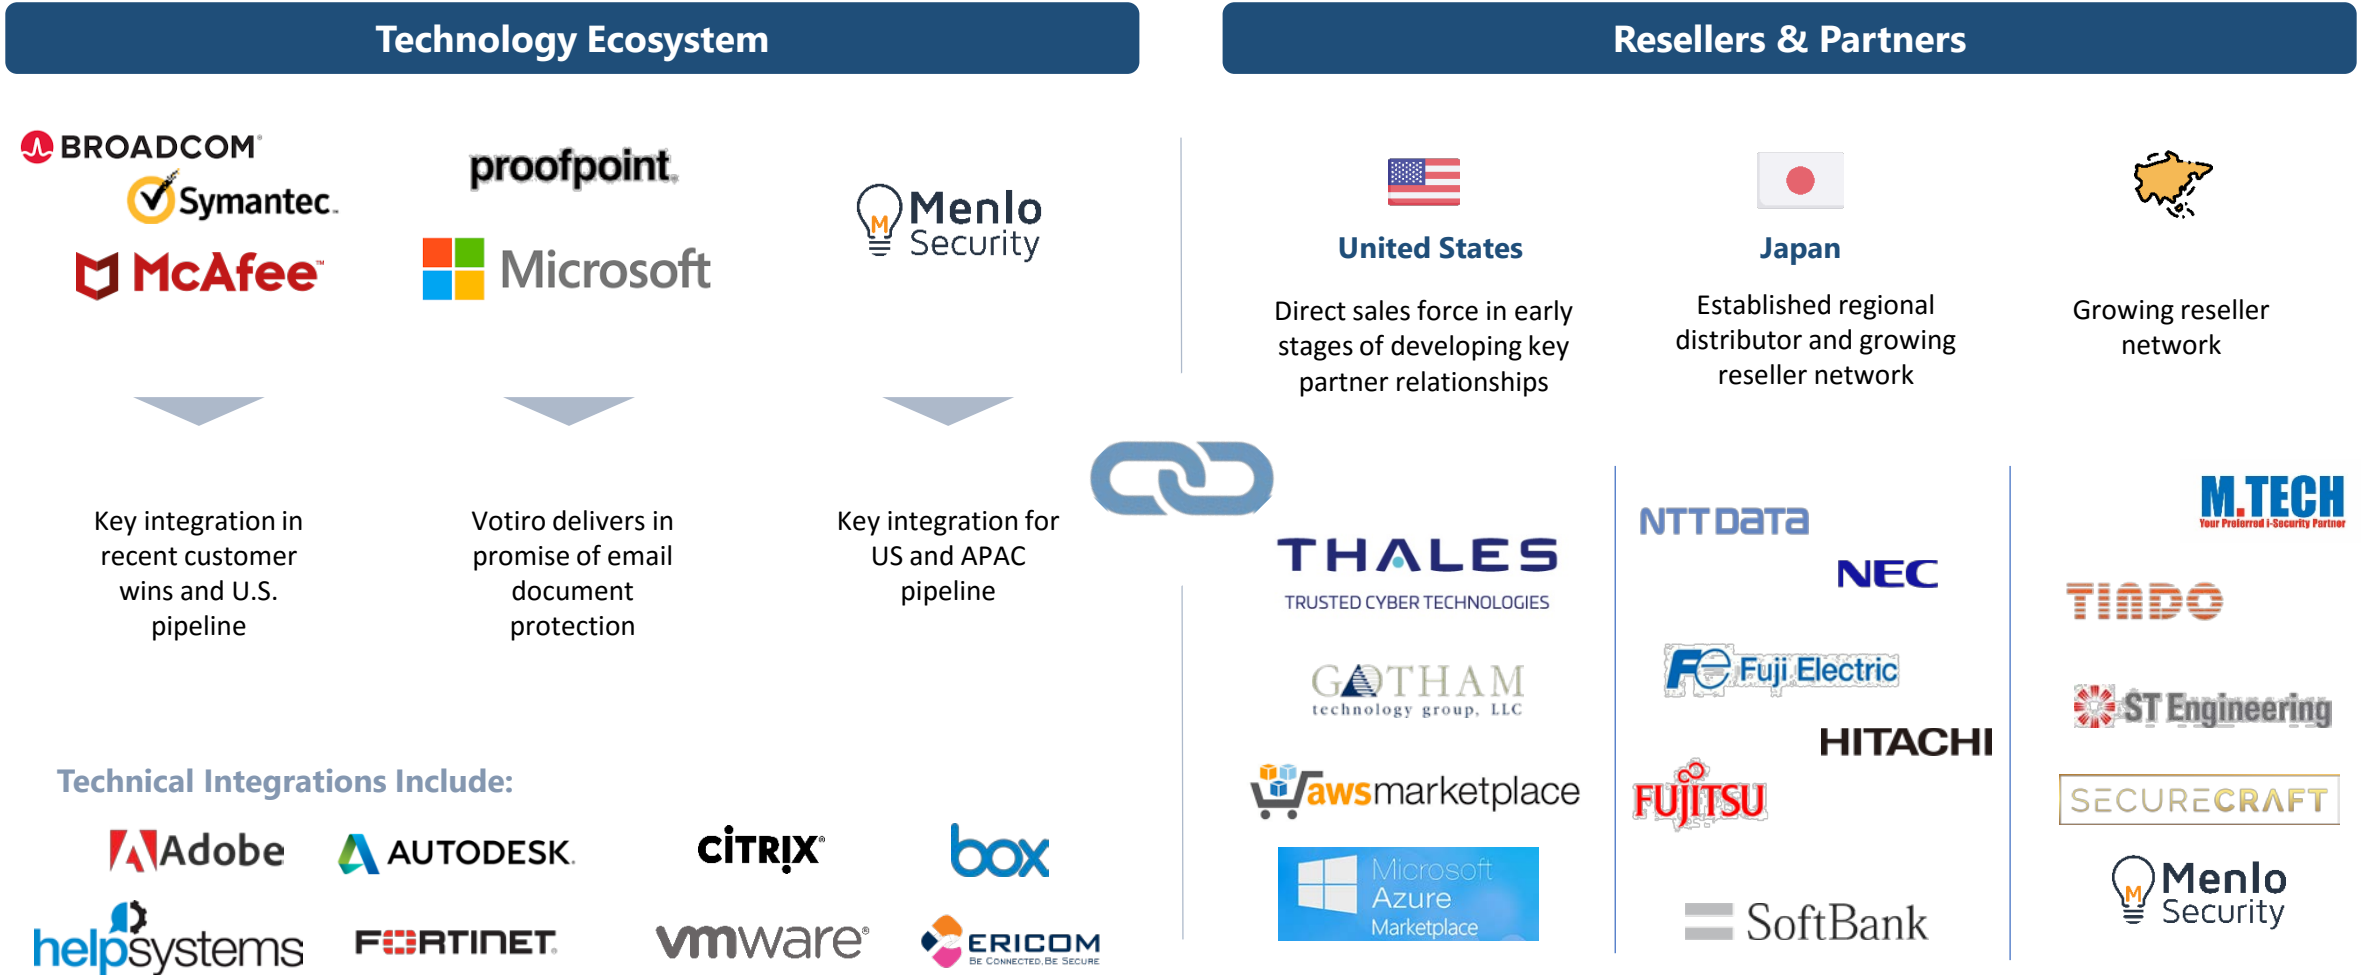 Technology Ecosystem
BROADCOM®
Symantec™
McAfee™
proofpoint.
Microsoft
Menlo
Security
Key integration in
recent customer
wins and U.S.
pipeline
Votiro delivers in
promise of email
document
protection
Key integration for
US and APAC
pipeline
Technical Integrations Include:
Adobe
AUTODESK.
CITRIX®
box
helpsystems
FORTINET.
vmware®
ERICOM
BE CONNECTED. BE SECURE
Resellers & Partners
United States
Direct sales force in early
stages of developing key
partner relationships
Japan
Established regional
distributor and growing
reseller network
Growing reseller
network
THALES
TRUSTED CYBER TECHNOLOGIES
GOTHAM
technology group, LLC
aws marketplace
Microsoft
Azure
Marketplace
NTT DATA
NEC
Fe Fuji Electric
HITACHI
FUJITSU
SoftBank
M.TECH
Your Preferred i-Security Partner
TINDO
ST Engineering
SECURECRAFT
Menlo
Security